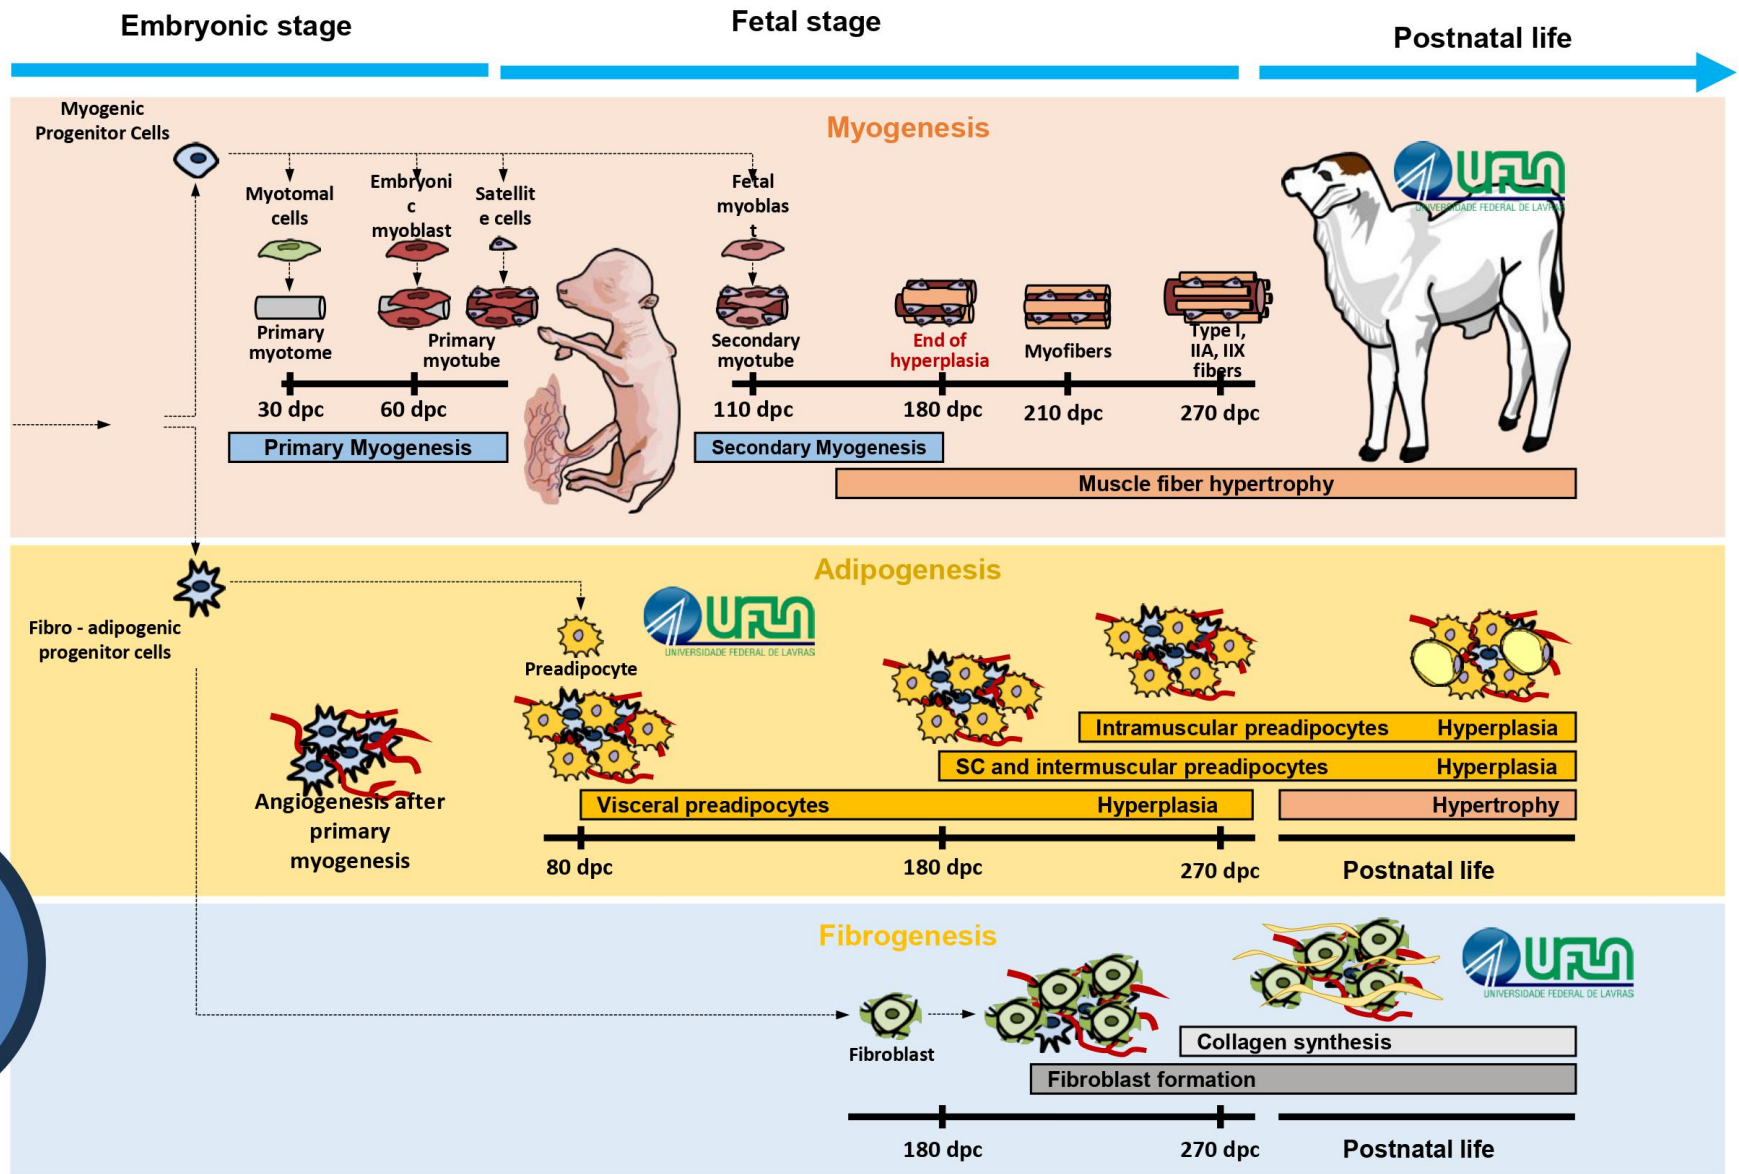 Embryonic stage
Fetal stage
Postnatal life
Myogenic
Progenitor Cells
Myogenesis
UFLA
UNIVERSIDADE FEDERAL DE LAVRAS
Myotomal
cells
Embryoni
c
myoblast
Satellit
e cells
Fetal
myoblas
t
Primary
myotome
Primary
myotube
Secondary
myotube
End of
hyperplasia
Myofibers
Type I,
IIA, IIX
fibers
30 dpc
60 dpc
110 dpc
180 dpc
210 dpc
270 dpc
Primary Myogenesis
Secondary Myogenesis
Muscle fiber hypertrophy
Adipogenesis
Fibro - adipogenic
progenitor cells
UFLA
UNIVERSIDADE FEDERAL DE LAVRAS
Preadipocyte
Angiogenesis after
primary
myogenesis
Intramuscular preadipocytes Hyperplasia
SC and intermuscular preadipocytes Hyperplasia
Visceral preadipocytes Hyperplasia
Hypertrophy
80 dpc
180 dpc
270 dpc
Postnatal life
Fibrogenesis
UFLA
UNIVERSIDADE FEDERAL DE LAVRAS
Fibroblast
Collagen synthesis
Fibroblast formation
180 dpc
270 dpc
Postnatal life